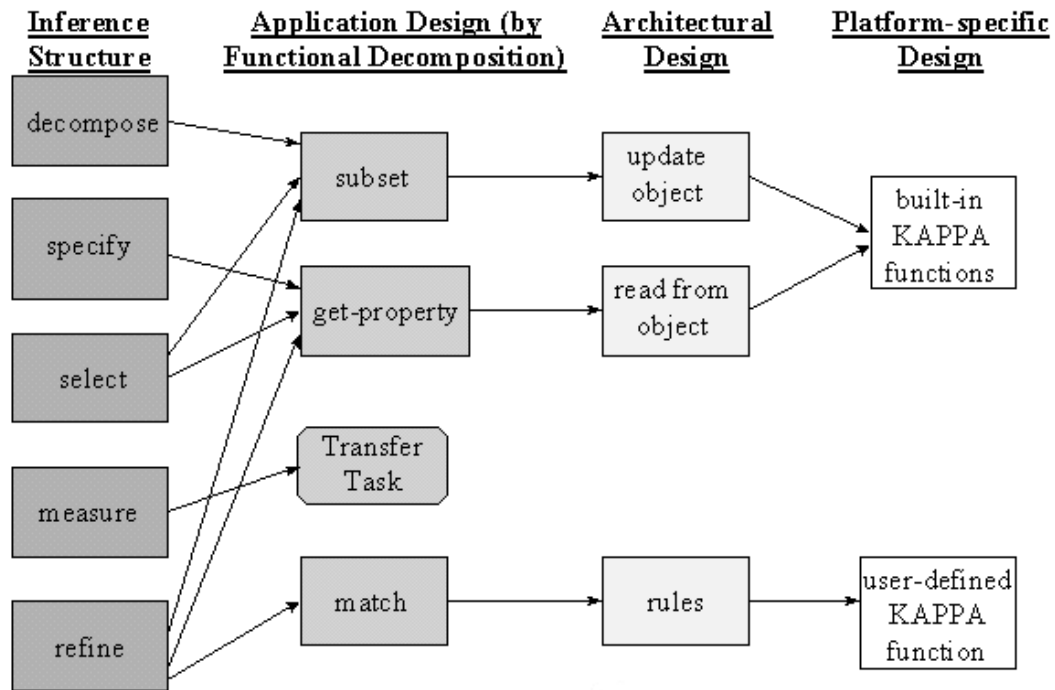 Inference
Structure
Application Design (by
Functional Decomposition)
Architectural
Design
Platform-specific
Design
decompose
specify
select
measure
refine
subset
get-property
Transfer
Task
match
update
object
read from
object
rules
built-in
KAPPA
functions
user-defined
KAPPA
function